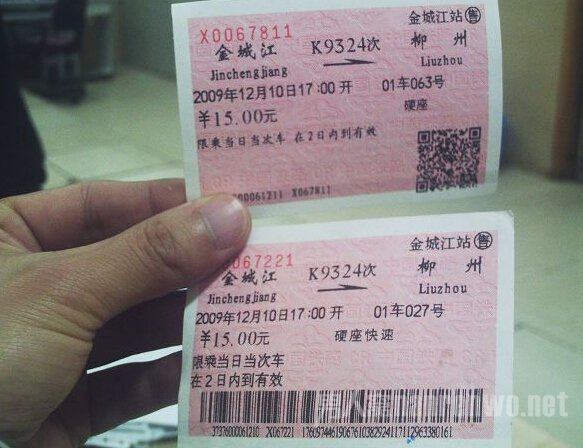 X0067811 金城江站 售
金城江 K9324次 柳州
Jinchengjiang Liuzhou
2009年12月10日17:00开 01车063号
¥15.00元 硬座
限乘当日当次车 在2日内到有效
00061211 X067811
067221 金城江站 售
金城江 K9324次 柳州
Jinchengjiang Liuzhou
2009年12月10日17:00开 01车027号
¥15.00元 硬座快速
限乘当日当次车
在2日内到有效
3737600061210 X067221